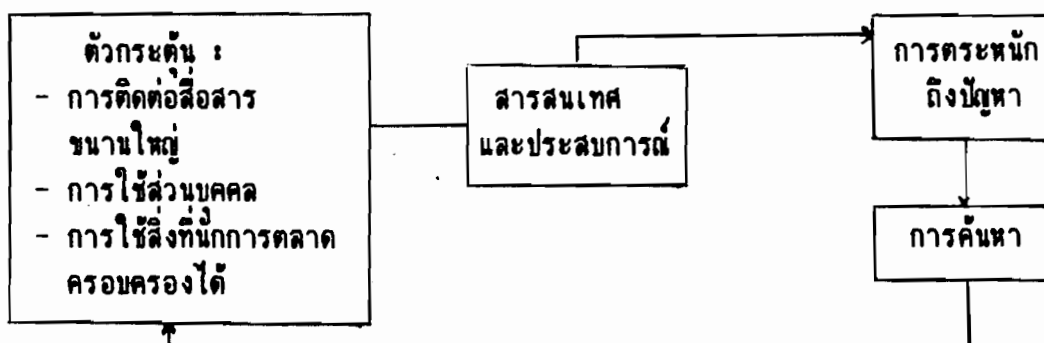 ตัวกระตุ้น :
- การติดต่อสื่อสาร
ขนานใหญ่
- การใช้ส่วนบุคคล
- การใช้สิ่งที่นักการตลาด
ครอบครองได้
สารสนเทศ
และประสบการณ์
การตระหนัก
ถึงปัญหา
การค้นหา